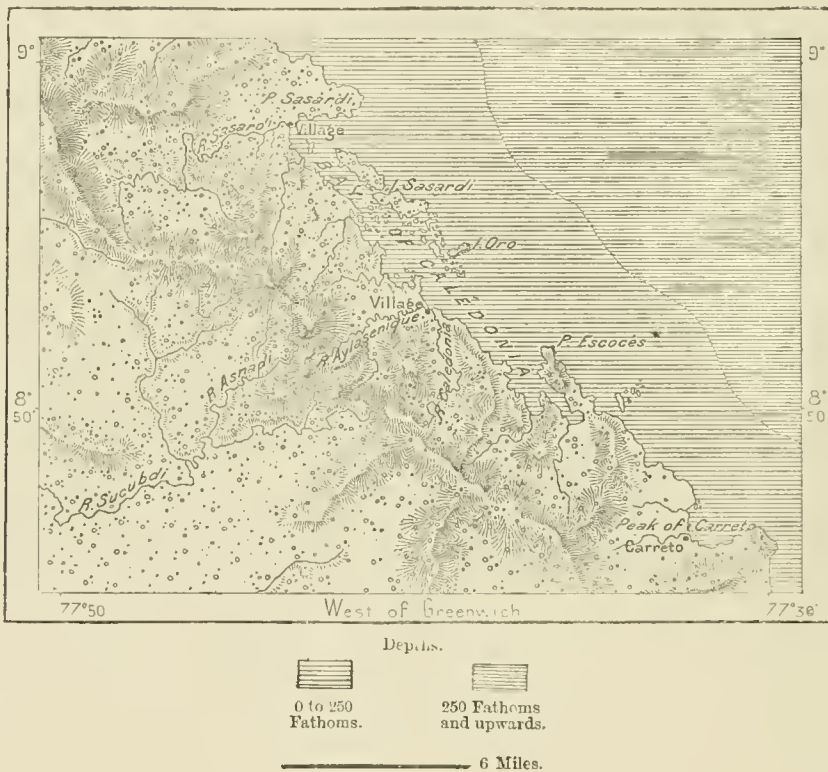 9°
9°
P. Sasardi
R. Sasardi
Village
I. Sasardi
I. Oro
BAY OF CALEDONIA
Village
P. Escocés
R. Aylasenique
R. Caledonia
R. Asnadi
8°
50'
8°
50'
R. Sucubdi
Peak of Carreto
Carreto
77°50
West of Greenwich
77°
Depths.
0 to 250
Fathoms.
250 Fathoms
and upwards.
6 Miles.